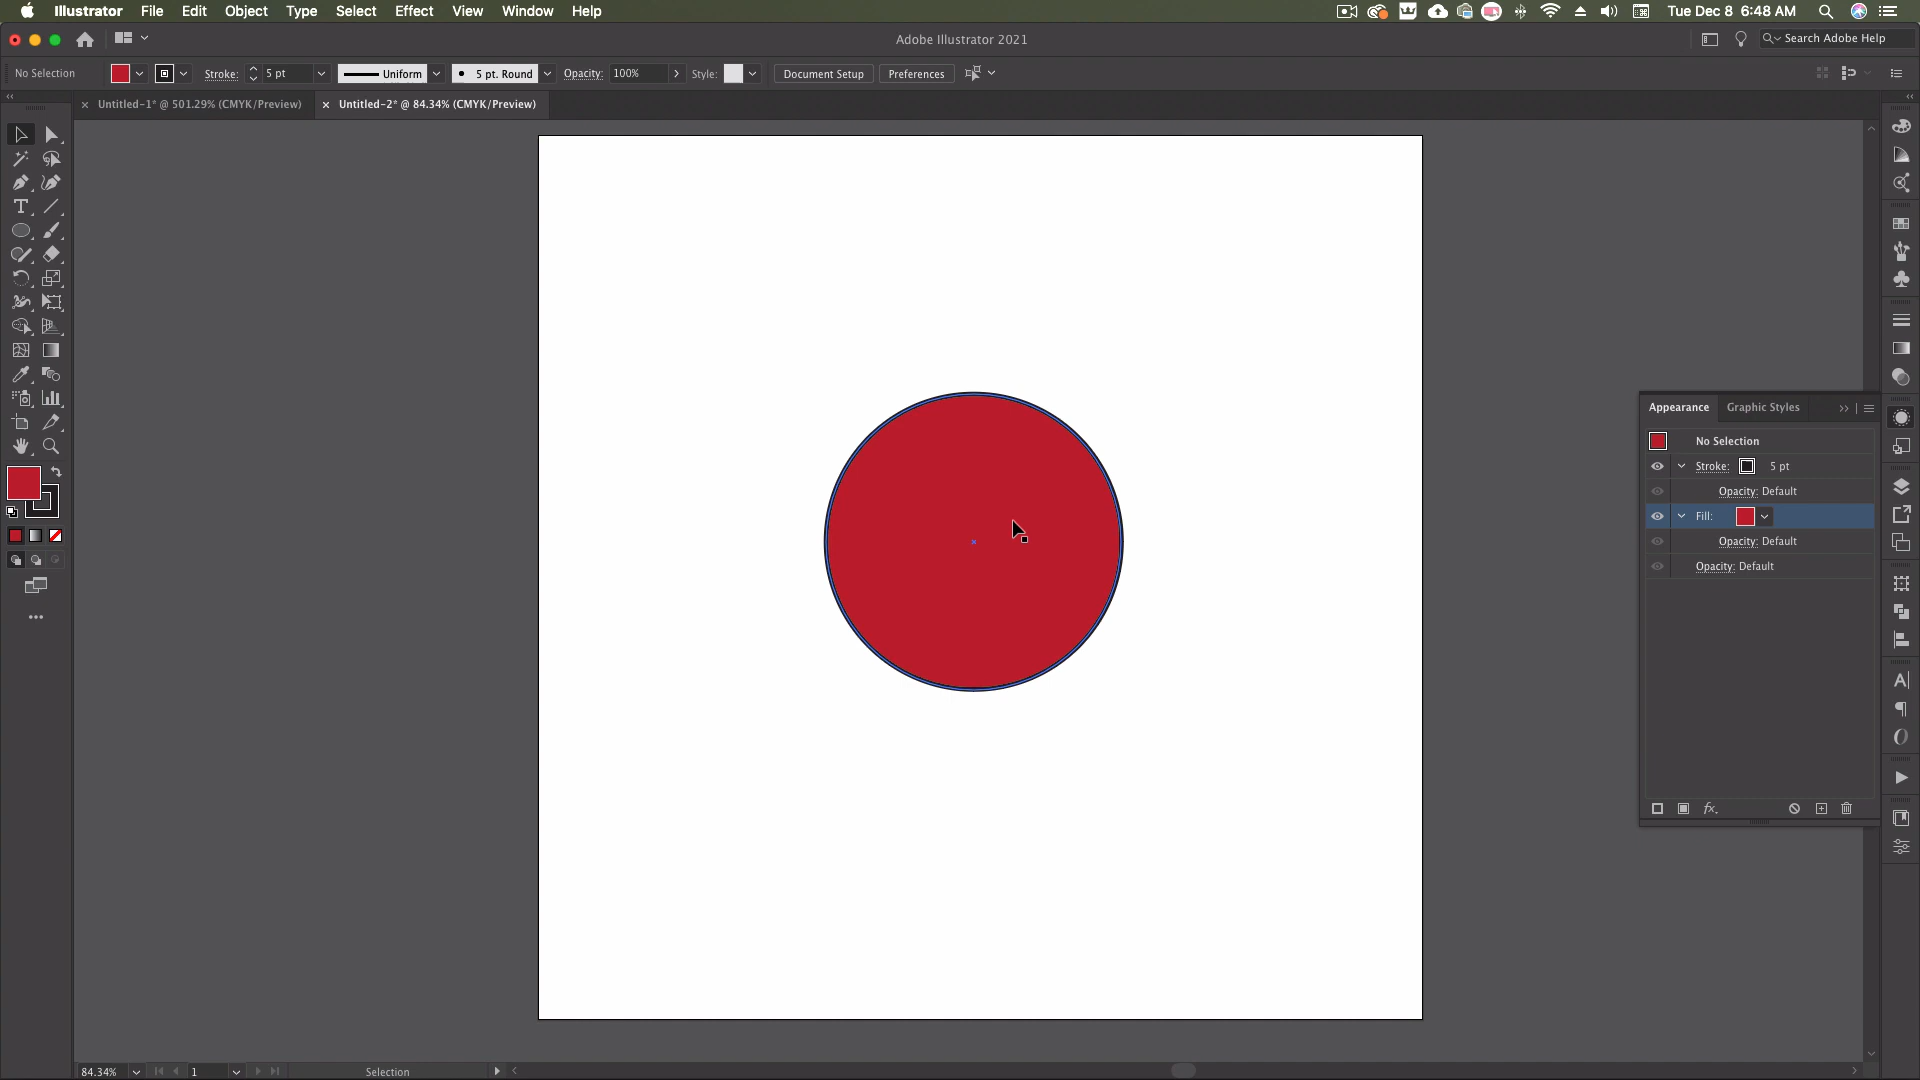 Illustrator File Edit Object Type Select Effect View Window Help Tue Dec 8 6:48 AM
Adobe Illustrator 2021 Search Adobe Help
No Selection Stroke: 5 pt Uniform 5 pt. Round Opacity: 100% Style: Document Setup Preferences
Untitled-1* @ 501.29% (CMYK/Preview) Untitled-2* @ 84.34% (CMYK/Preview)
Appearance Graphic Styles
No Selection
Stroke: 5 pt
Opacity: Default
Fill:
Opacity: Default
Opacity: Default
fx
84.34% 1 Selection